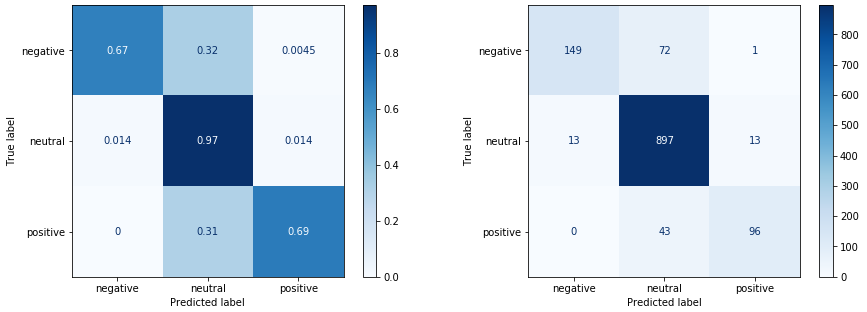 negative
0.67
0.32
0.0045
neutral
0.014
0.97
0.014
positive
0
0.31
0.69
negative
neutral
positive
Predicted label
True label
0.8
0.6
0.4
0.2
0.0
negative
149
72
1
neutral
13
897
13
positive
0
43
96
negative
neutral
positive
Predicted label
True label
800
700
600
500
400
300
200
100
0